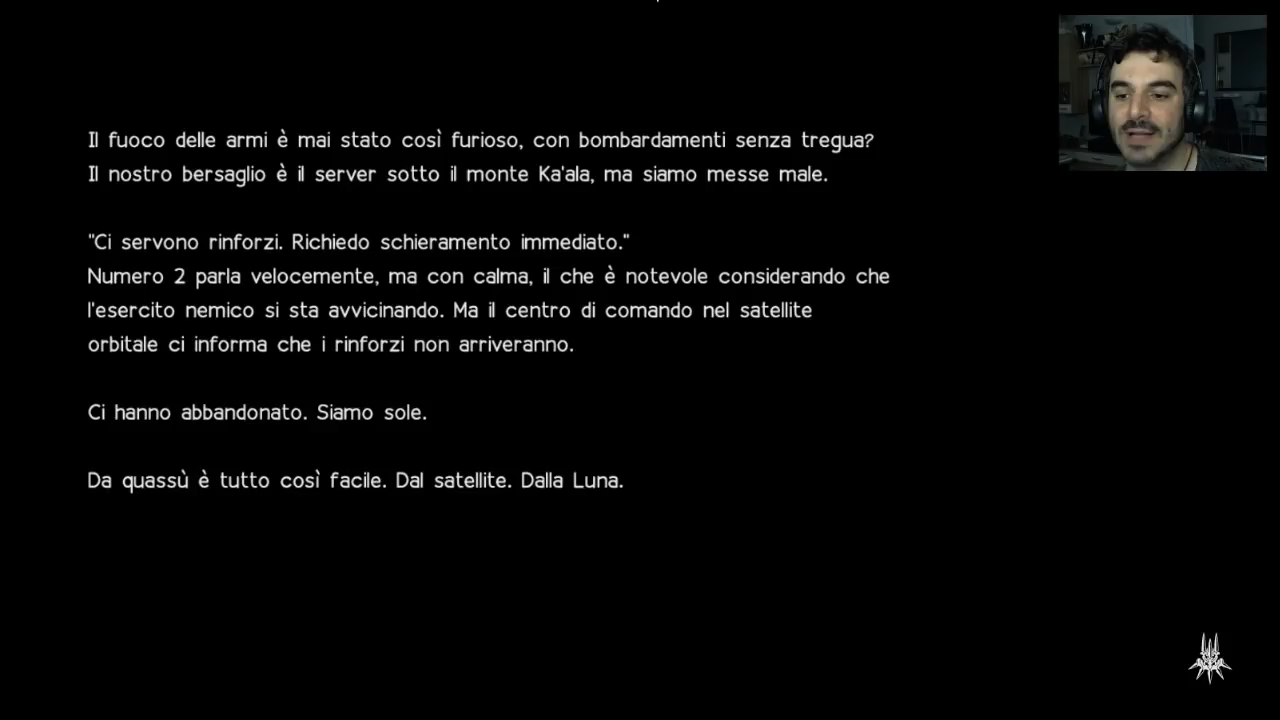 Il fuoco delle armi è mai stato così furioso, con bombardamenti senza tregua?
Il nostro bersaglio è il server sotto il monte Ka'ala, ma siamo messe male.
"Ci servono rinforzi. Richiedo schieramento immediato."
Numero 2 parla velocemente, ma con calma, il che è notevole considerando che
l'esercito nemico si sta avvicinando. Ma il centro di comando nel satellite
orbitale ci informa che i rinforzi non arriveranno.
Ci hanno abbandonato. Siamo sole.
Da quassù è tutto così facile. Dal satellite. Dalla Luna.